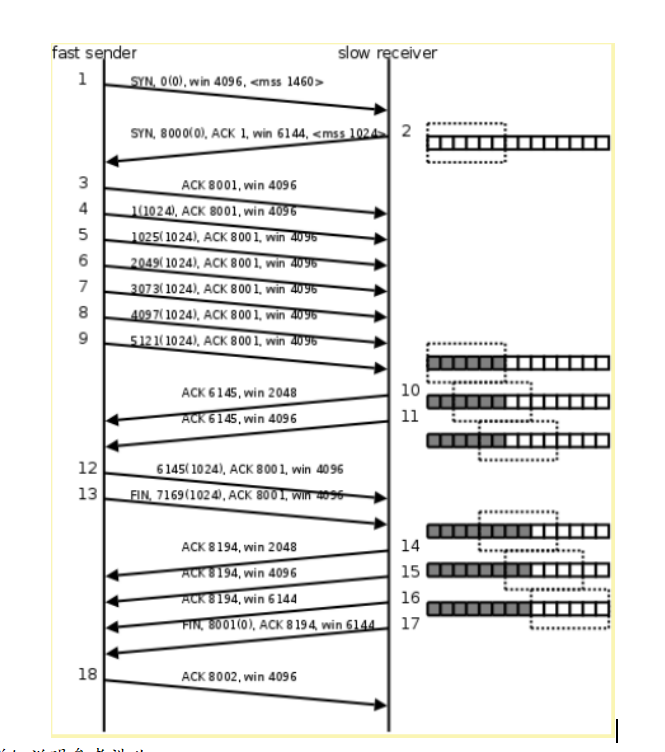 fast sender slow receiver
1 SYN, 0(0), win 4096, <mss 1460>
SYN, 8000(0), ACK 1, win 6144, <mss 1024> 2
3 ACK 8001, win 4096
4 1(1024), ACK 8001, win 4096
5 1025(1024), ACK 8001, win 4096
6 2049(1024), ACK 8001, win 4096
7 3073(1024), ACK 8001, win 4096
8 4097(1024), ACK 8001, win 4096
9 5121(1024), ACK 8001, win 4096
ACK 6145, win 2048 10
ACK 6145, win 4096 11
12 6145(1024), ACK 8001, win 4096
13 FIN, 7169(1024), ACK 8001, win 4096
ACK 8194, win 2048 14
ACK 8194, win 4096 15
ACK 8194, win 6144 16
FIN, 8001(0), ACK 8194, win 6144 17
18 ACK 8002, win 4096